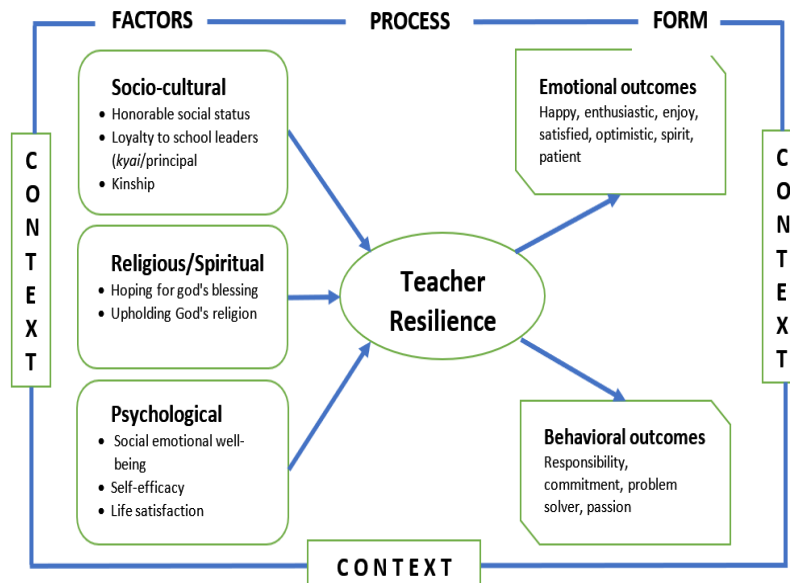 FACTORS
PROCESS
FORM
CONTEXT
Socio-cultural
• Honorable social status
• Loyalty to school leaders
(kyai/principal
• Kinship
Religious/Spiritual
• Hoping for god's blessing
• Upholding God's religion
Psychological
• Social emotional well-
being
• Self-efficacy
• Life satisfaction
Teacher
Resilience
Emotional outcomes
Happy, enthusiastic, enjoy,
satisfied, optimistic, spirit,
patient
Behavioral outcomes
Responsibility,
commitment, problem
solver, passion
CONTEXT
CONTEXT